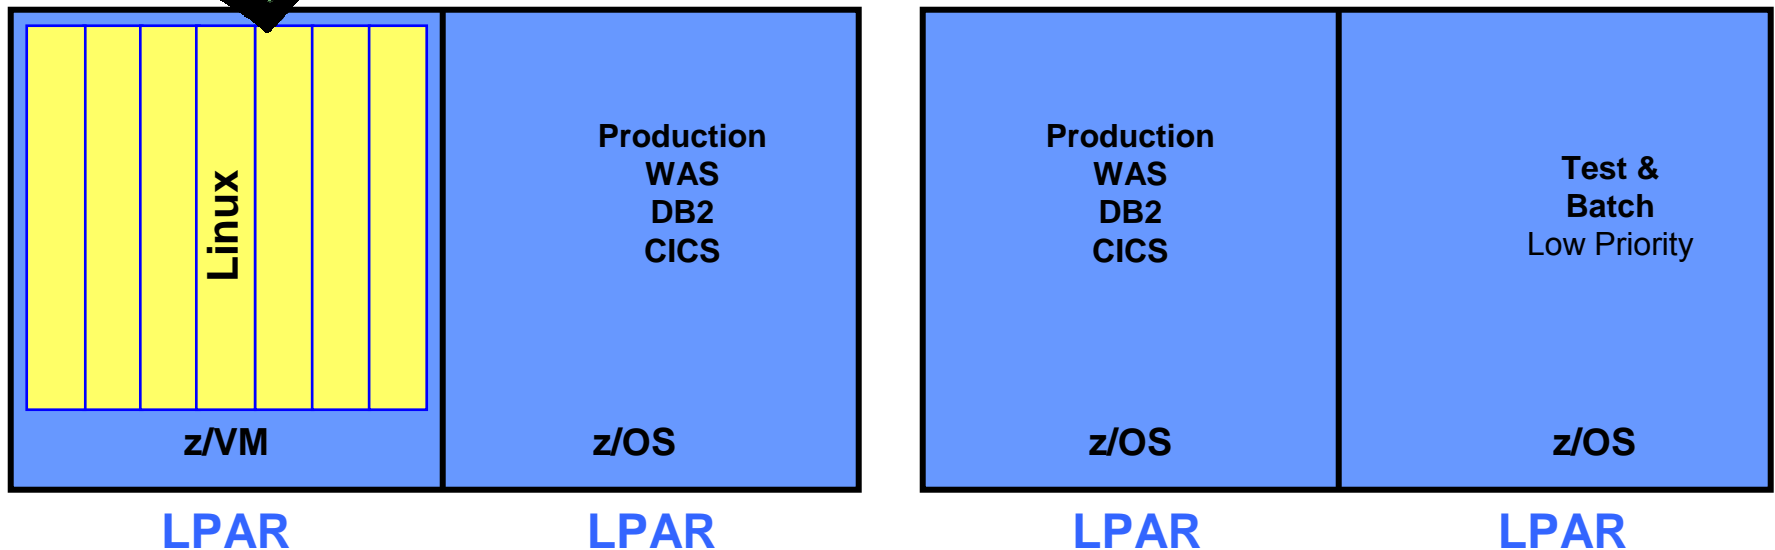 Linux
z/VM
Production
WAS
DB2
CICS
z/OS
Production
WAS
DB2
CICS
z/OS
Test &
Batch
Low Priority
z/OS
LPAR
LPAR
LPAR
LPAR